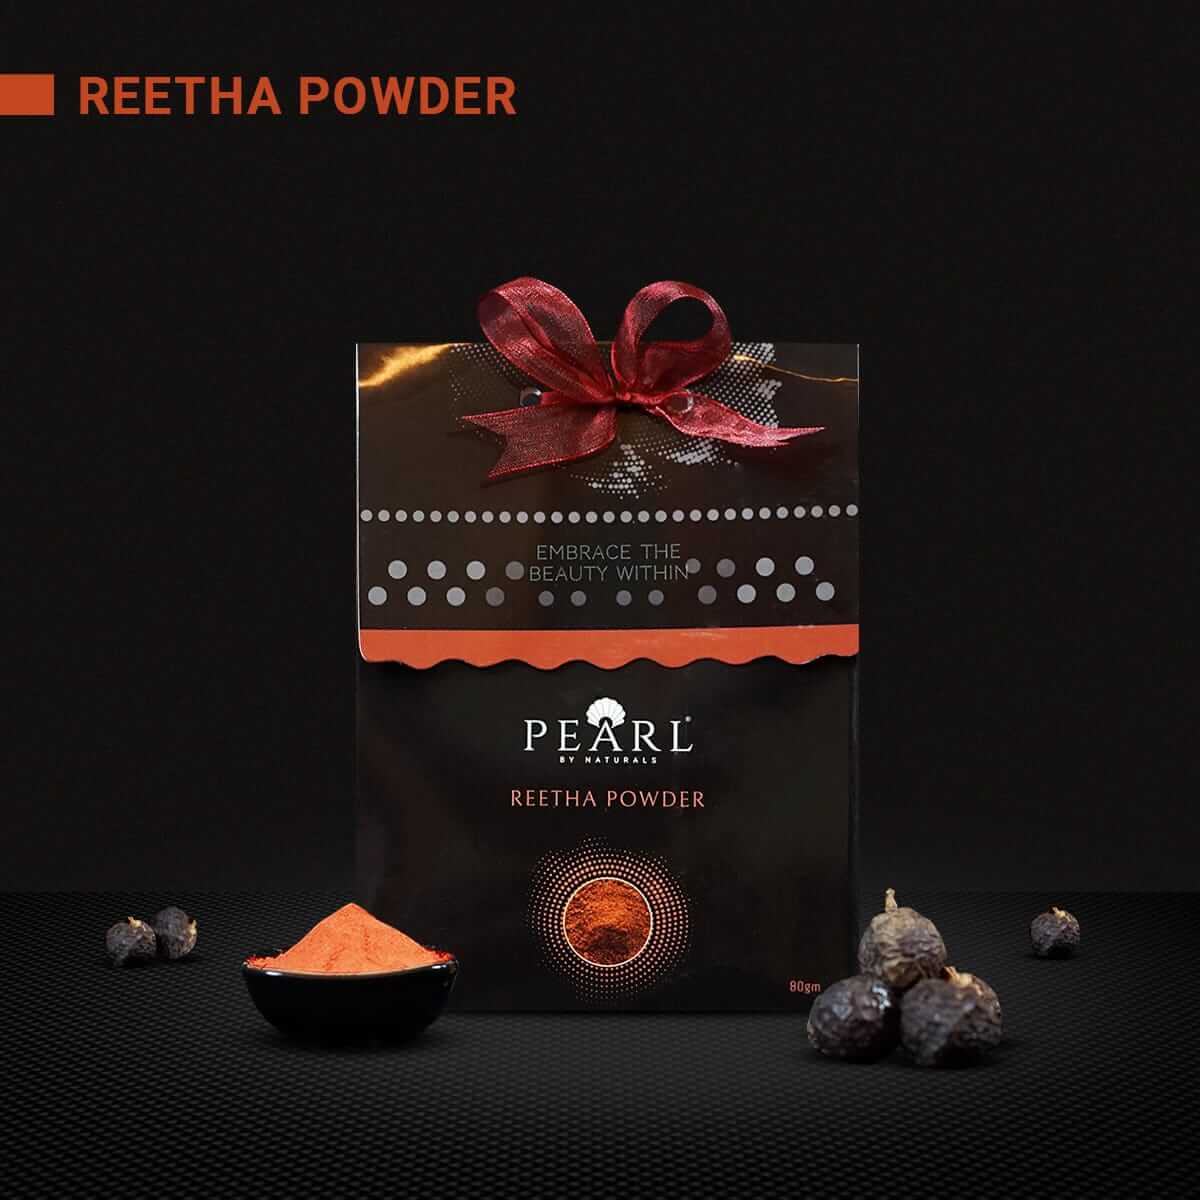 REETHA POWDER
EMBRACE THE
BEAUTY WITHIN
PEARL®
BY NATURALS
REETHA POWDER
80gm